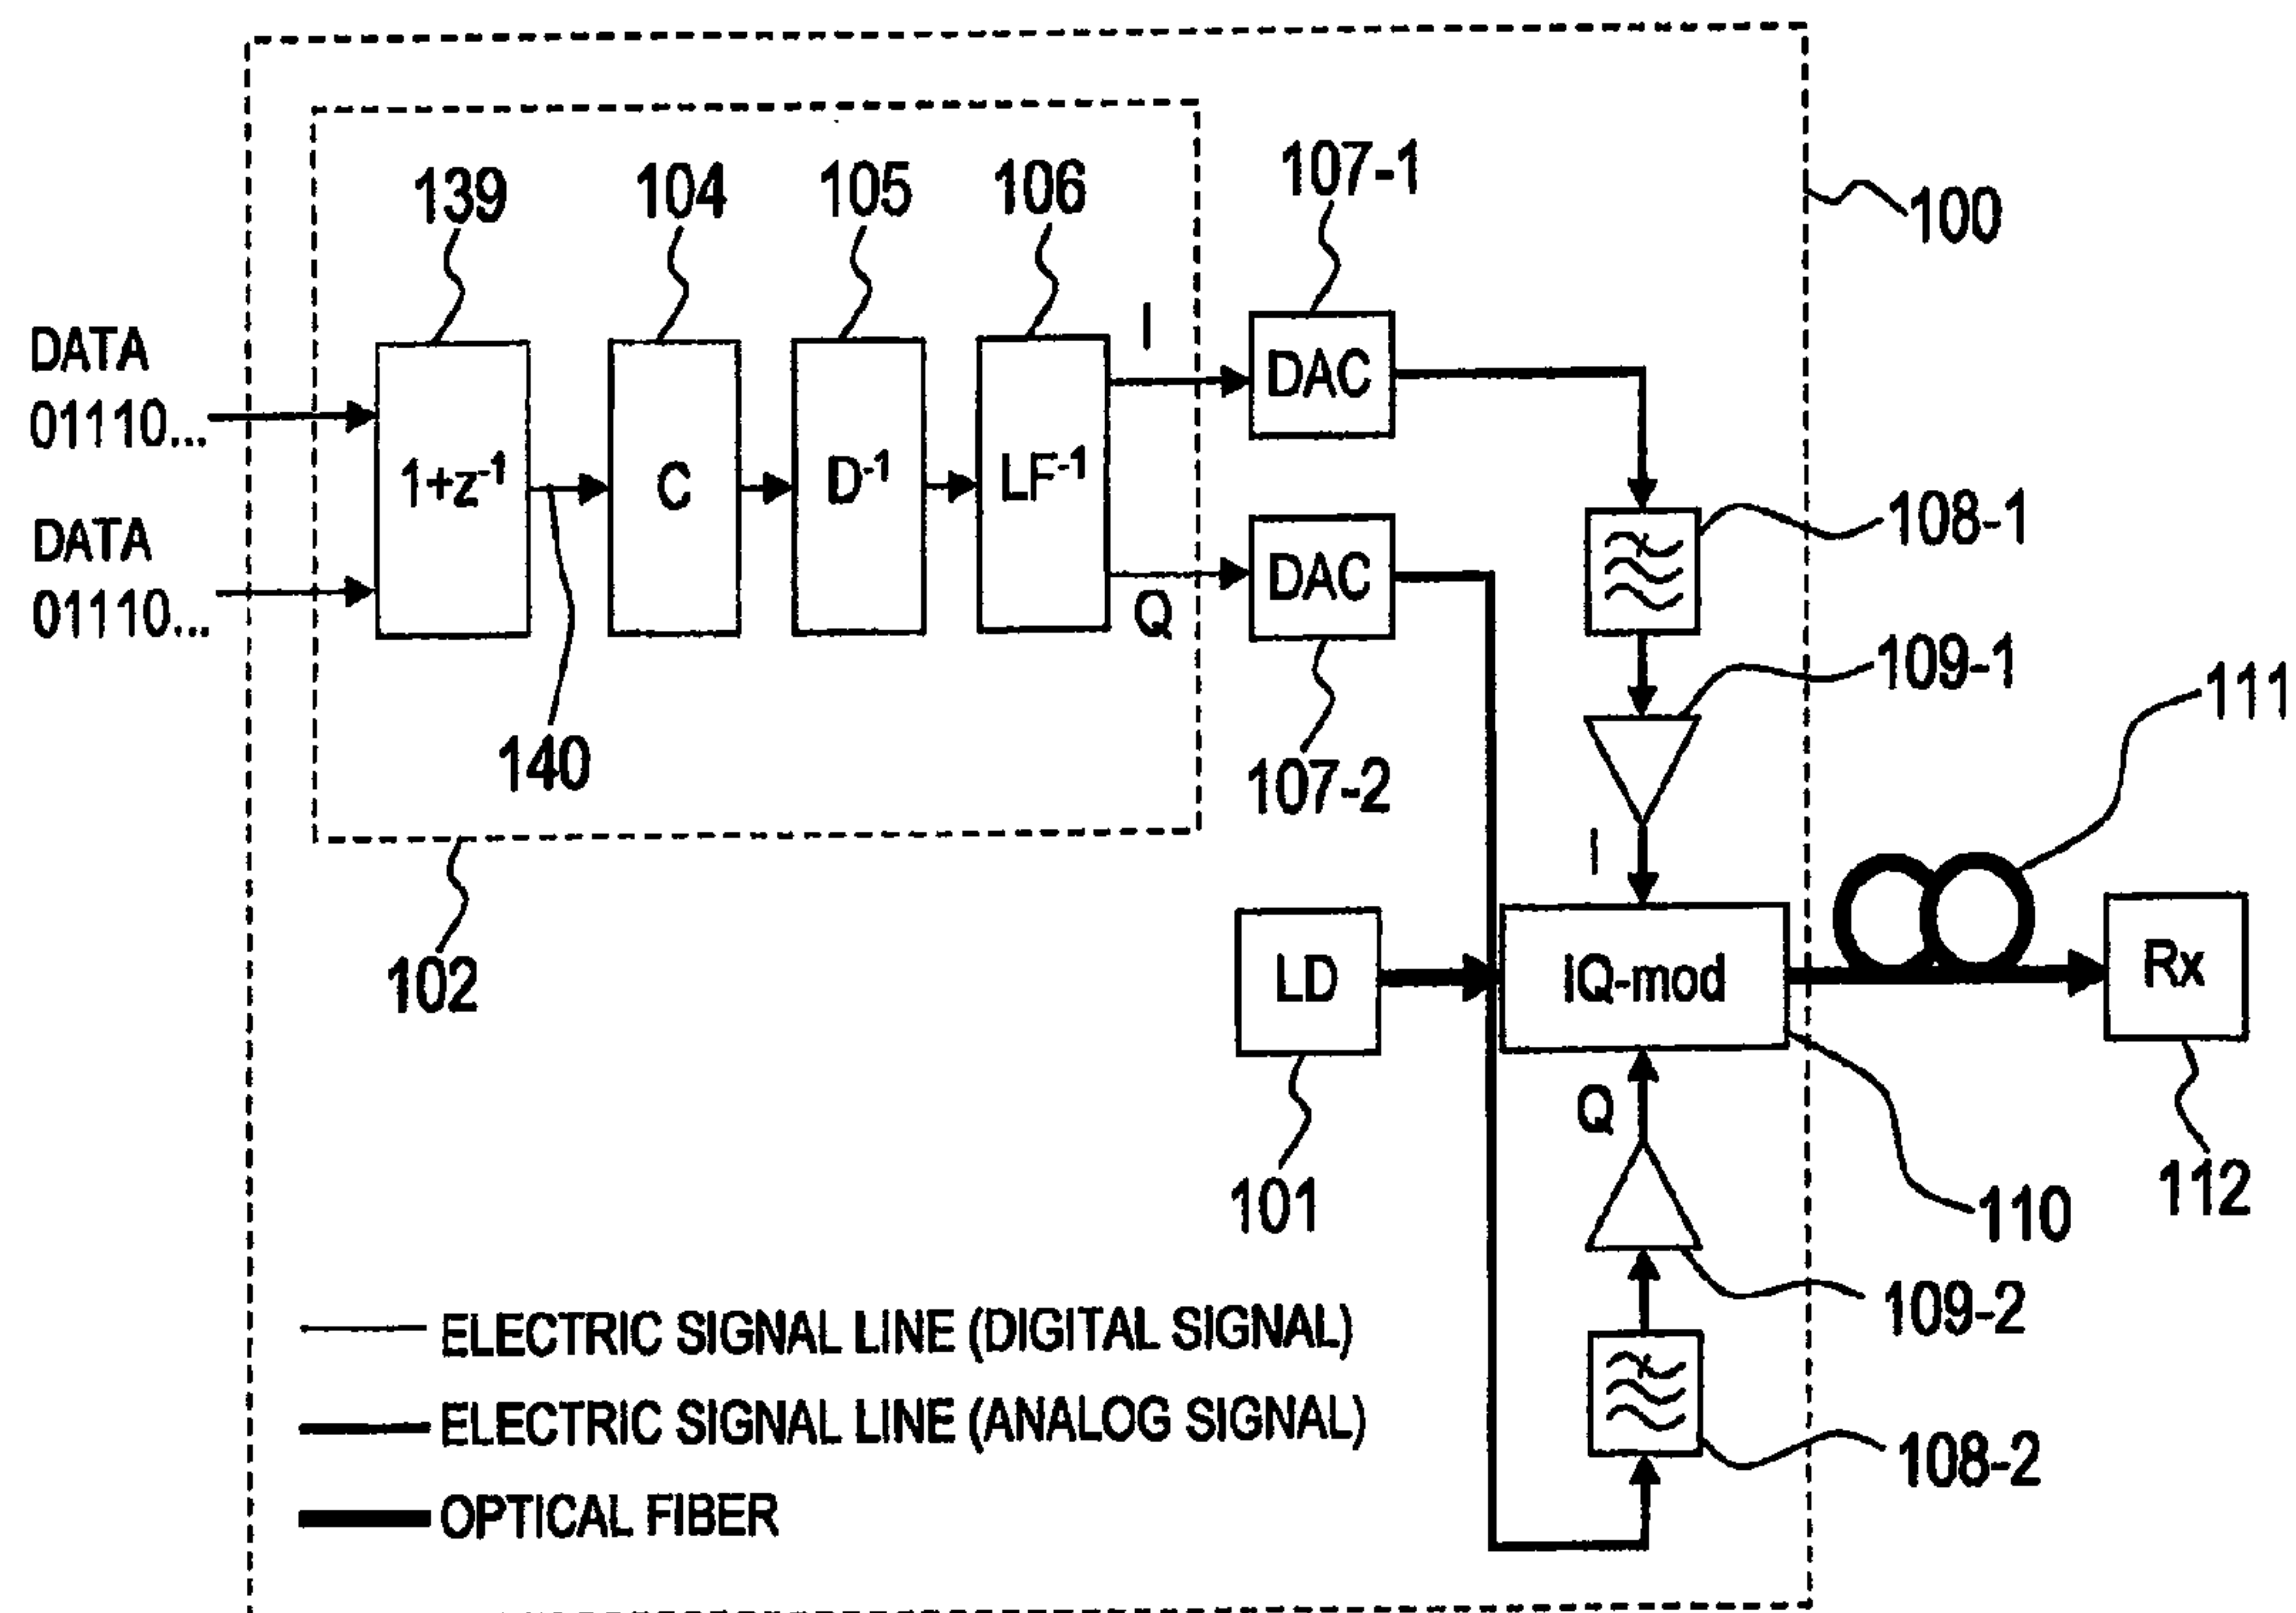 100
139
104
105
106
107-1
DATA
01110...
DATA
01110...
1+z⁻¹
C
D⁻¹
LF⁻¹
I
Q
DAC
DAC
107-2
140
102
108-1
109-1
111
I
LD
IQ-mod
Rx
101
Q
110
112
109-2
108-2
ELECTRIC SIGNAL LINE (DIGITAL SIGNAL)
ELECTRIC SIGNAL LINE (ANALOG SIGNAL)
OPTICAL FIBER